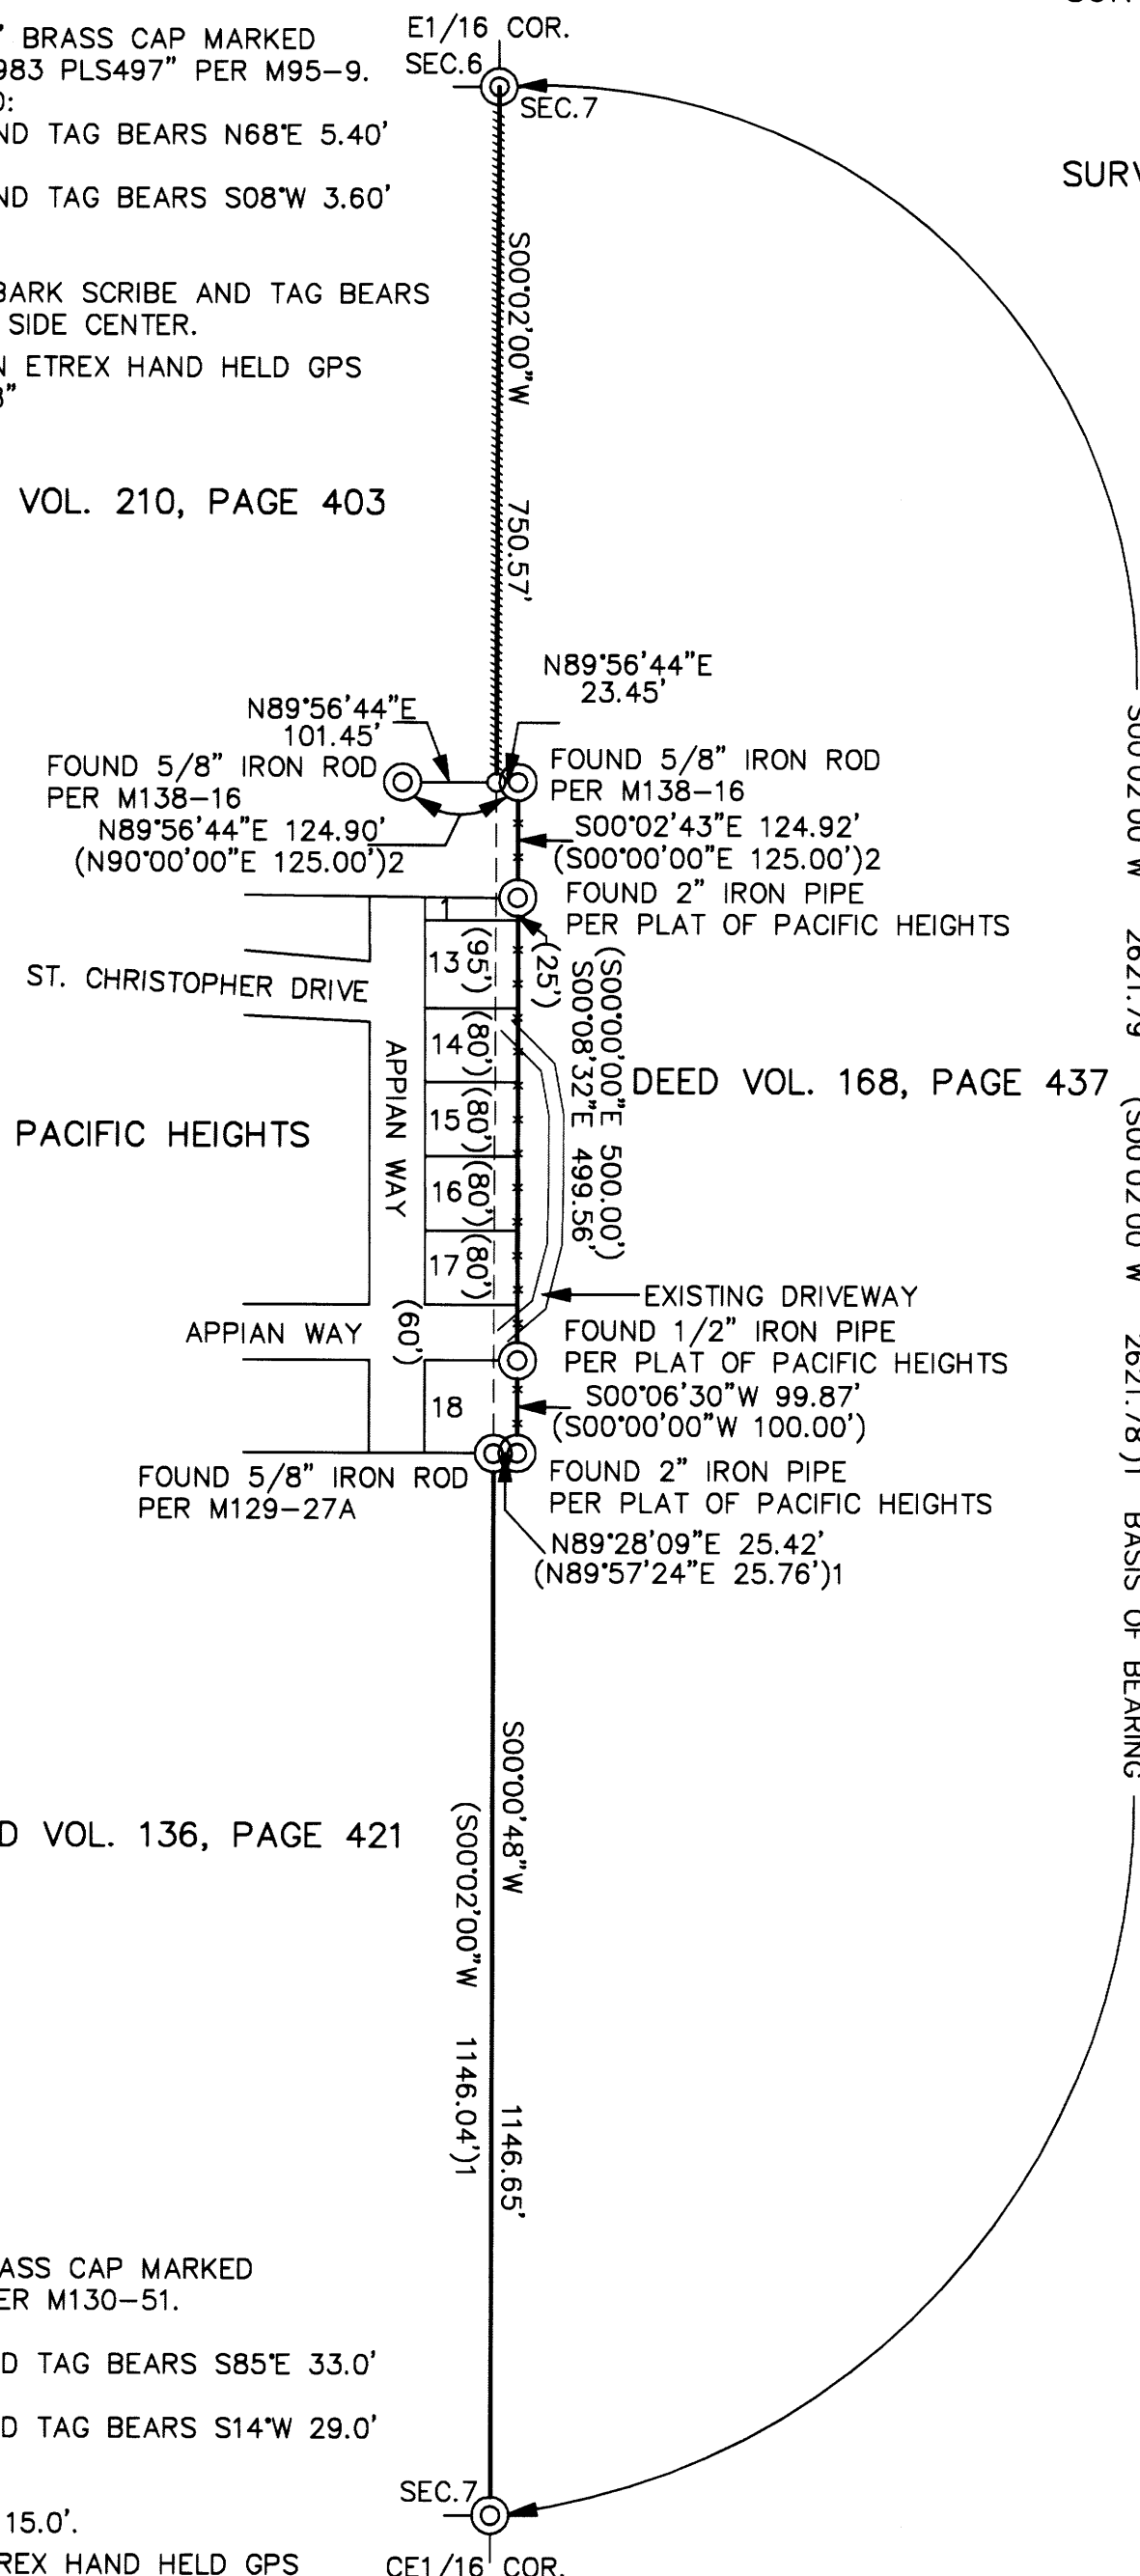 E1/16 COR.
" BRASS CAP MARKED
983 PLS497" PER M95-9.
SEC.6
SEC.7
ND TAG BEARS N68°E 5.40'
ND TAG BEARS S08°W 3.60'
SURV
BARK SCRIBE AND TAG BEARS
SIDE CENTER.
N ETREX HAND HELD GPS
S00°02'00"W 750.57'
VOL. 210, PAGE 403
N89°56'44"E
23.45'
N89°56'44"E
101.45'
FOUND 5/8" IRON ROD
PER M138-16
N89°56'44"E 124.90'
(N90°00'00"E 125.00')2
FOUND 5/8" IRON ROD
PER M138-16
S00°02'43"E 124.92'
(S00°00'00"E 125.00')2
FOUND 2" IRON PIPE
PER PLAT OF PACIFIC HEIGHTS
1
(25')
13 (95')
ST. CHRISTOPHER DRIVE
14 (80')
15 (80')
16 (80')
17 (80')
APPIAN WAY
(S00°00'00"E 500.00')
S00°08'32"E 499.56'
DEED VOL. 168, PAGE 437
PACIFIC HEIGHTS
EXISTING DRIVEWAY
APPIAN WAY
(60')
FOUND 1/2" IRON PIPE
PER PLAT OF PACIFIC HEIGHTS
18
S00°06'30"W 99.87'
(S00°00'00"W 100.00')
FOUND 5/8" IRON ROD
PER M129-27A
FOUND 2" IRON PIPE
PER PLAT OF PACIFIC HEIGHTS
N89°28'09"E 25.42'
(N89°57'24"E 25.76')1
S00°02'00"W 2621.79' (S00°02'00"W 2621.78')1 BASIS OF BEARING
S00°00'48"W 1146.65'
(S00°02'00"W 1146.04')1
D VOL. 136, PAGE 421
ASS CAP MARKED
ER M130-51.
D TAG BEARS S85°E 33.0'
D TAG BEARS S14°W 29.0'
SEC.7
15.0'.
REX HAND HELD GPS
CE1/16 COR.